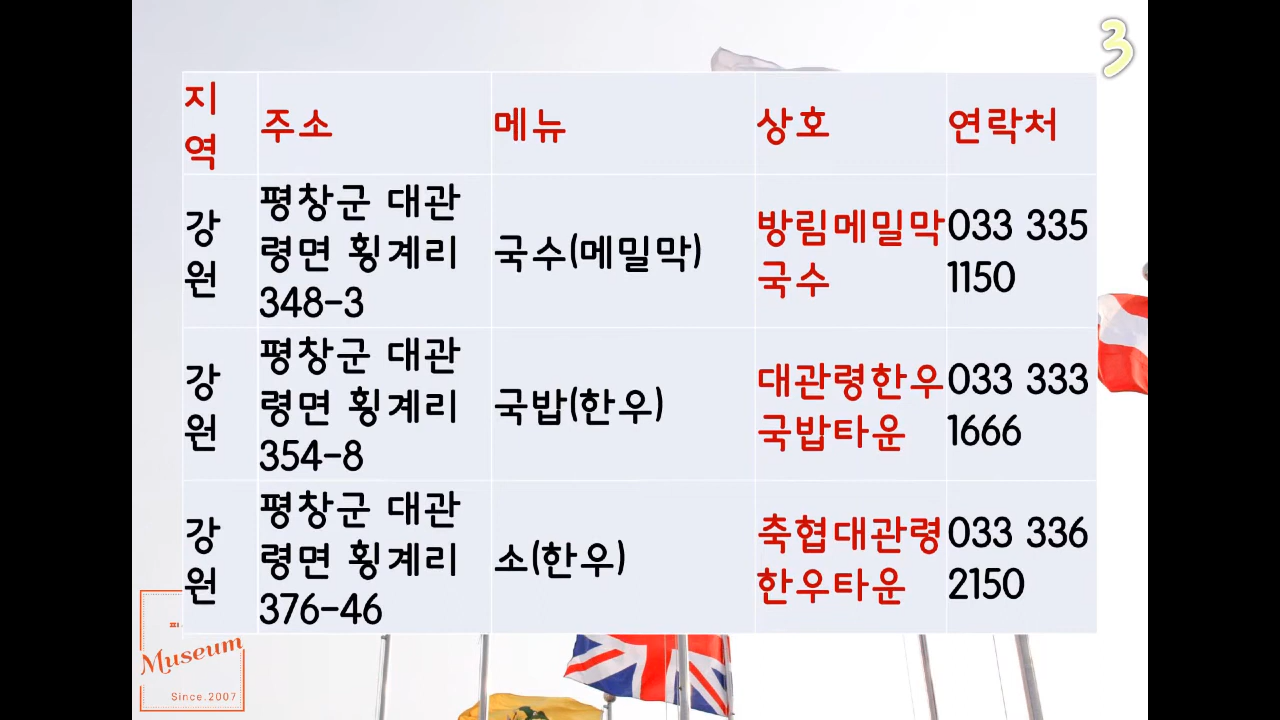 3
지역 주소 메뉴 상호 연락처
강원 평창군 대관령면 횡계리 348-3 국수(메밀막) 방림메밀막국수 033 335 1150
강원 평창군 대관령면 횡계리 354-8 국밥(한우) 대관령한우국밥타운 033 333 1666
강원 평창군 대관령면 횡계리 376-46 소(한우) 축협대관령한우타운 033 336 2150
Museum
Since.2007